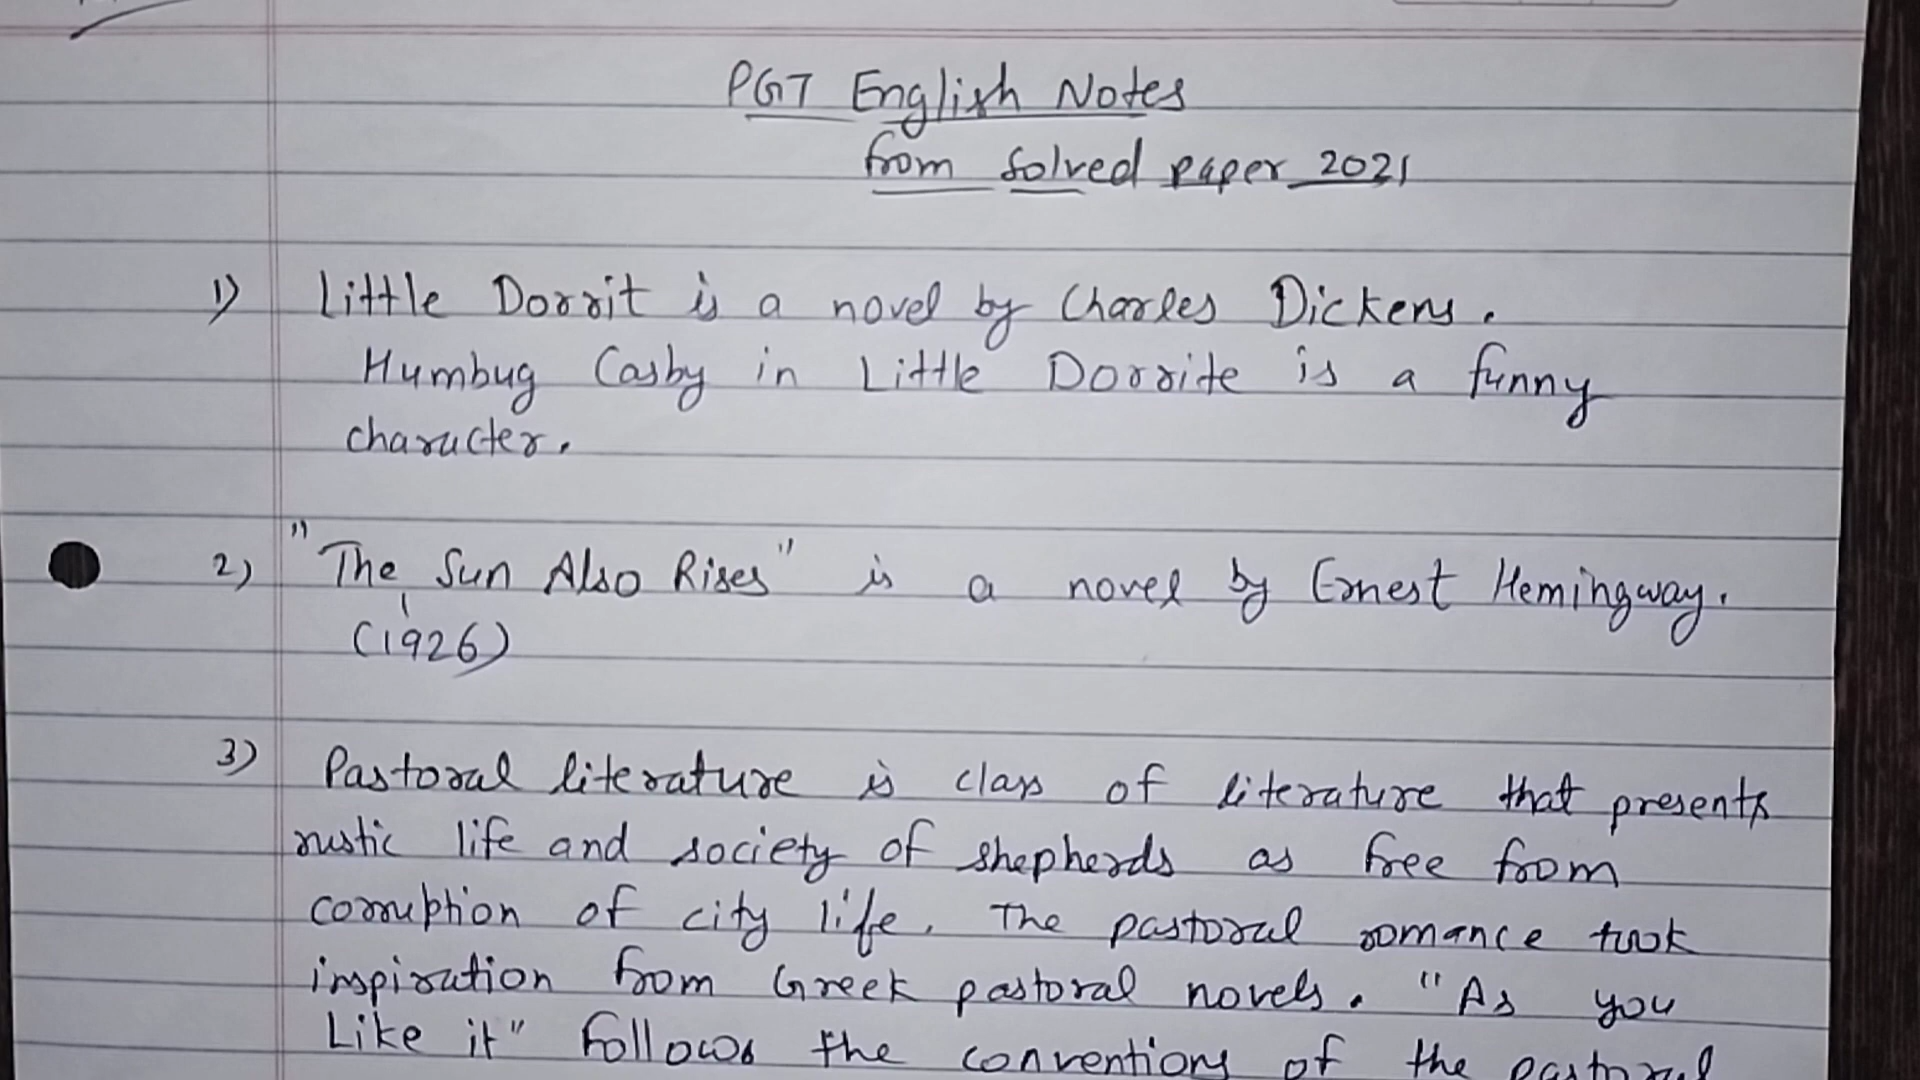 PGT English Notes
from solved paper 2021
1) Little Dorrit is a novel by Charles Dickens.
Humbug Casby in Little Dorrite is a funny
character.
2) "The Sun Also Rises" is a novel by Ernest Hemingway.
(1926)
3) Pastoral literature is class of literature that presents
rustic life and society of shepherds as free from
corruption of city life. The pastoral romance took
inspiration from Greek pastoral novels. "As you
Like it" follows the conventions of the pastoral